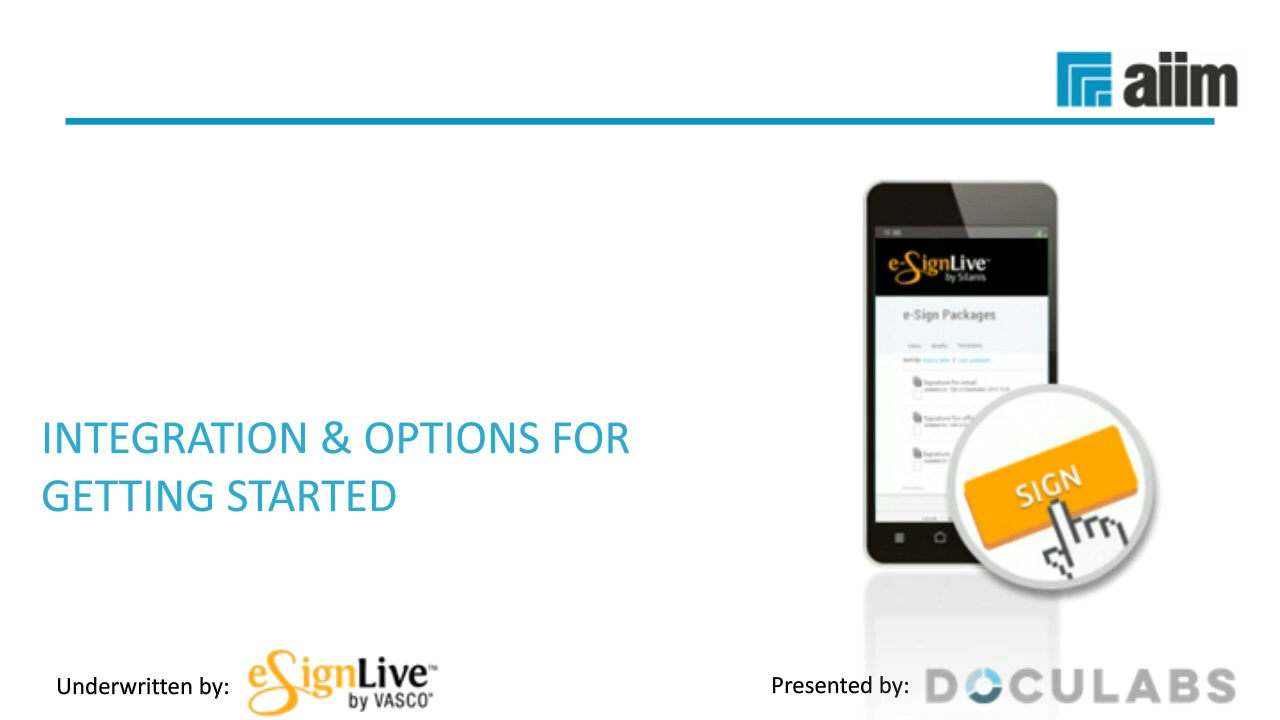 aiim
e-SignLive™
by Silanis
e-Sign Packages
INTEGRATION & OPTIONS FOR
GETTING STARTED
SIGN
Underwritten by:
eSignLive™
by VASCO®
Presented by:
DOCULABS